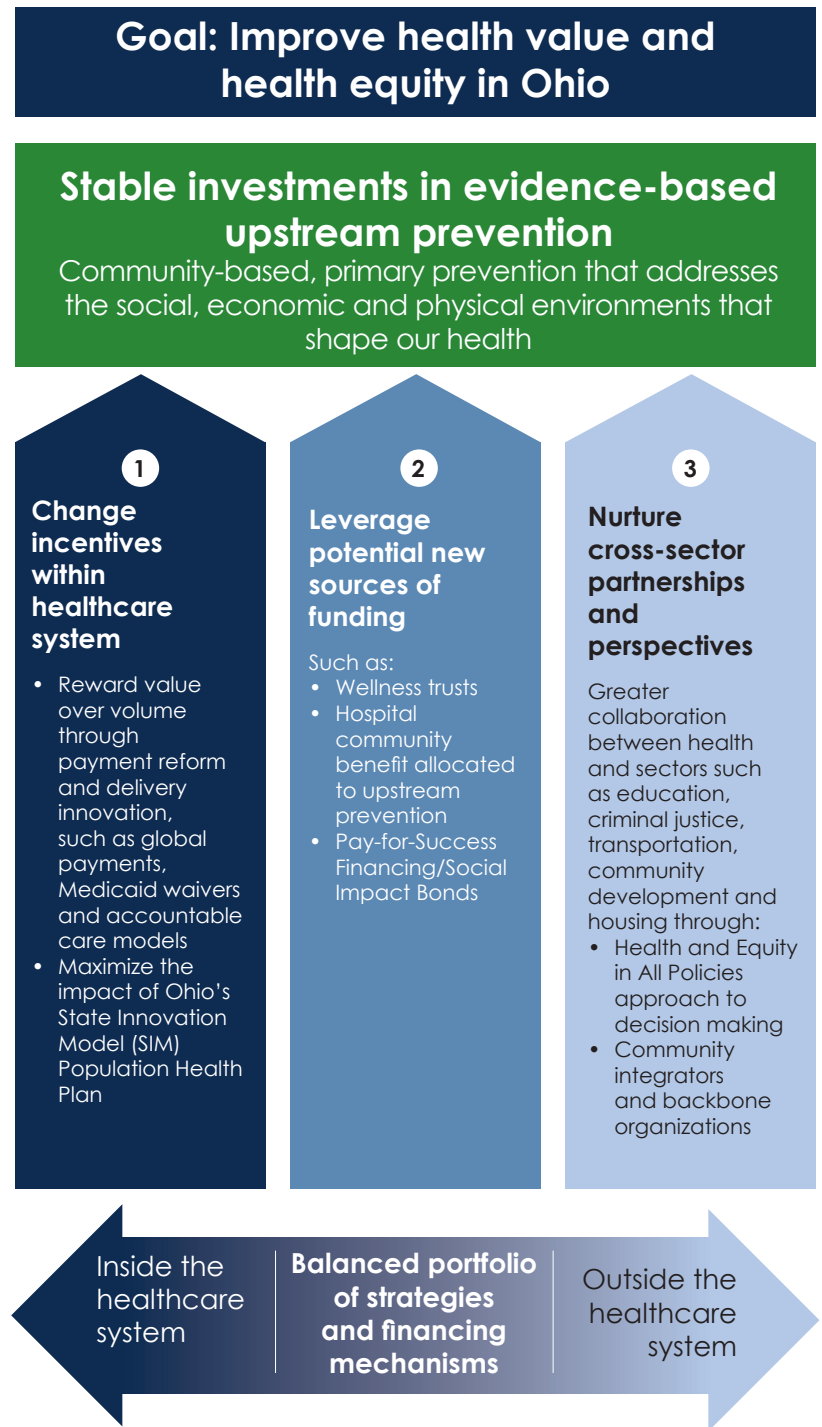 Goal: Improve health value and
health equity in Ohio
Stable investments in evidence-based
upstream prevention
Community-based, primary prevention that addresses
the social, economic and physical environments that
shape our health
1
Change
incentives
within
healthcare
system
• Reward value
over volume
through
payment reform
and delivery
innovation,
such as global
payments,
Medicaid waivers
and accountable
care models
• Maximize the
impact of Ohio’s
State Innovation
Model (SIM)
Population Health
Plan
2
Leverage
potential new
sources of
funding
Such as:
• Wellness trusts
• Hospital
community
benefit allocated
to upstream
prevention
• Pay-for-Success
Financing/Social
Impact Bonds
3
Nurture
cross-sector
partnerships
and
perspectives
Greater
collaboration
between health
and sectors such
as education,
criminal justice,
transportation,
community
development and
housing through:
• Health and Equity
in All Policies
approach to
decision making
• Community
integrators
and backbone
organizations
Inside the
healthcare
system
Balanced portfolio
of strategies
and financing
mechanisms
Outside the
healthcare
system